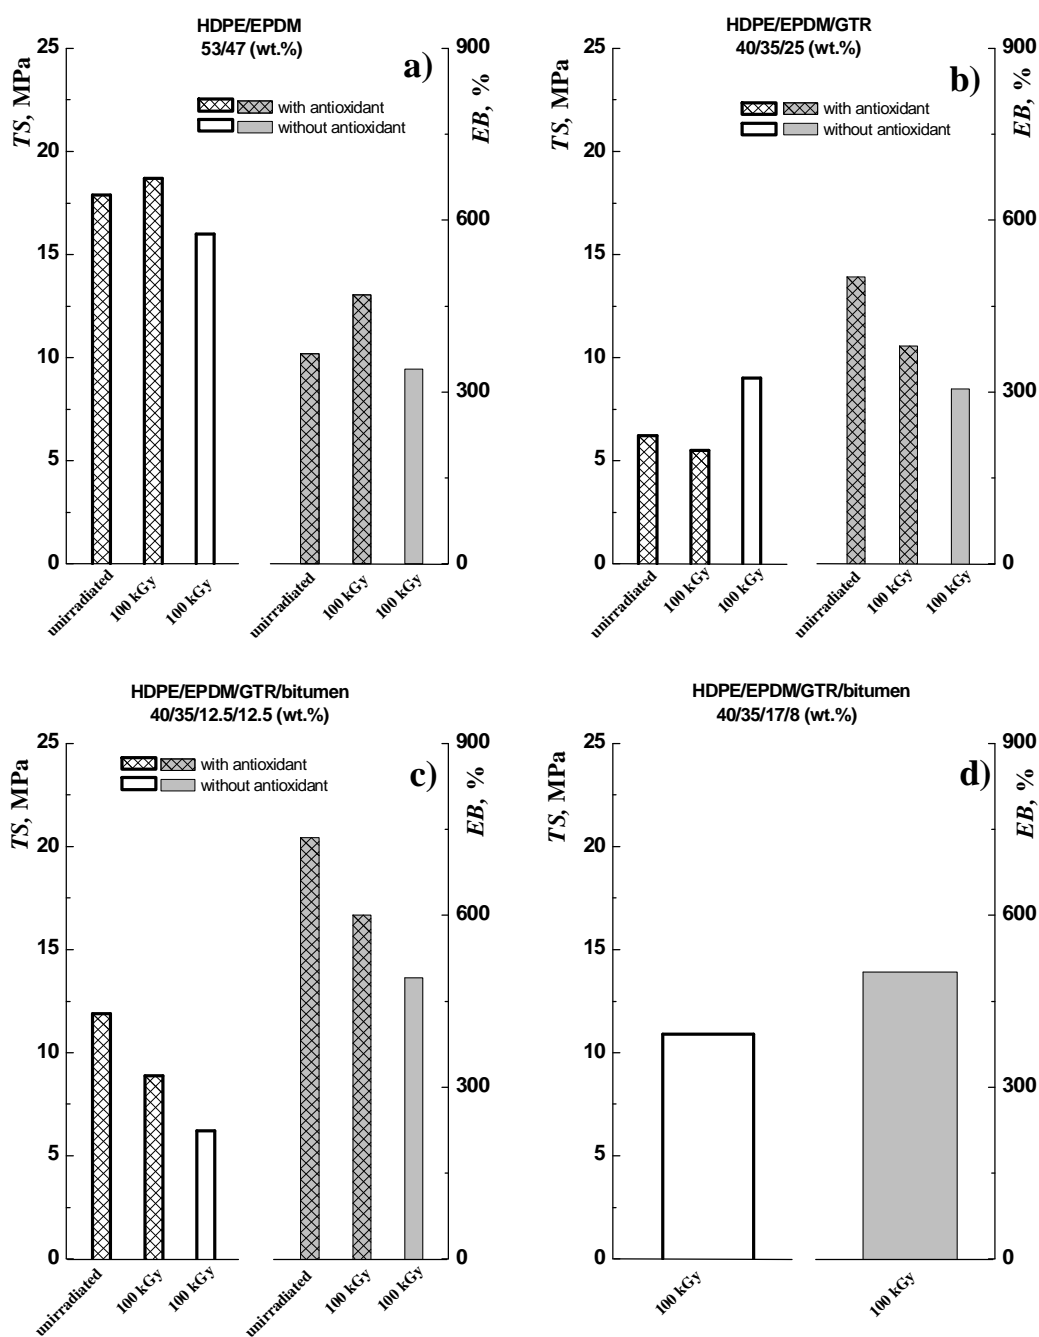 HDPE/EPDM
53/47 (wt.%)
a)
TS, MPa
EB, %
with antioxidant
without antioxidant
25
20
15
10
5
0
900
600
300
0
unirradiated
100 kGy
100 kGy
unirradiated
100 kGy
100 kGy
HDPE/EPDM/GTR
40/35/25 (wt.%)
b)
TS, MPa
EB, %
with antioxidant
without antioxidant
25
20
15
10
5
0
900
600
300
0
unirradiated
100 kGy
100 kGy
unirradiated
100 kGy
100 kGy
HDPE/EPDM/GTR/bitumen
40/35/12.5/12.5 (wt.%)
c)
TS, MPa
EB, %
with antioxidant
without antioxidant
25
20
15
10
5
0
900
600
300
0
unirradiated
100 kGy
100 kGy
unirradiated
100 kGy
100 kGy
HDPE/EPDM/GTR/bitumen
40/35/17/8 (wt.%)
d)
TS, MPa
EB, %
25
20
15
10
5
0
900
600
300
0
100 kGy
100 kGy